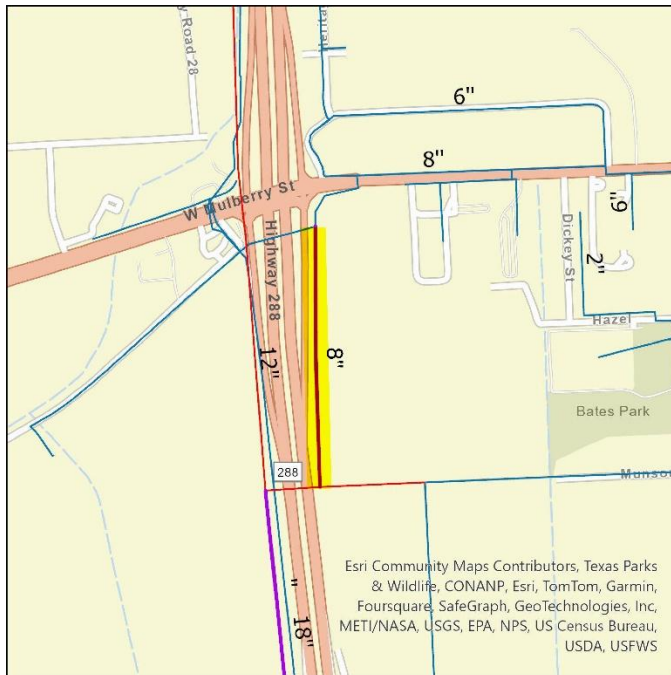 y Road 28
6"
8"
W Mulberry St
Highway 288
Dickey St
6"
2"
Hazel
12"
8"
Bates Park
288
Munso
"
18"
Esri Community Maps Contributors, Texas Parks
& Wildlife, CONANP, Esri, TomTom, Garmin,
Foursquare, SafeGraph, GeoTechnologies, Inc,
METI/NASA, USGS, EPA, NPS, US Census Bureau,
USDA, USFWS